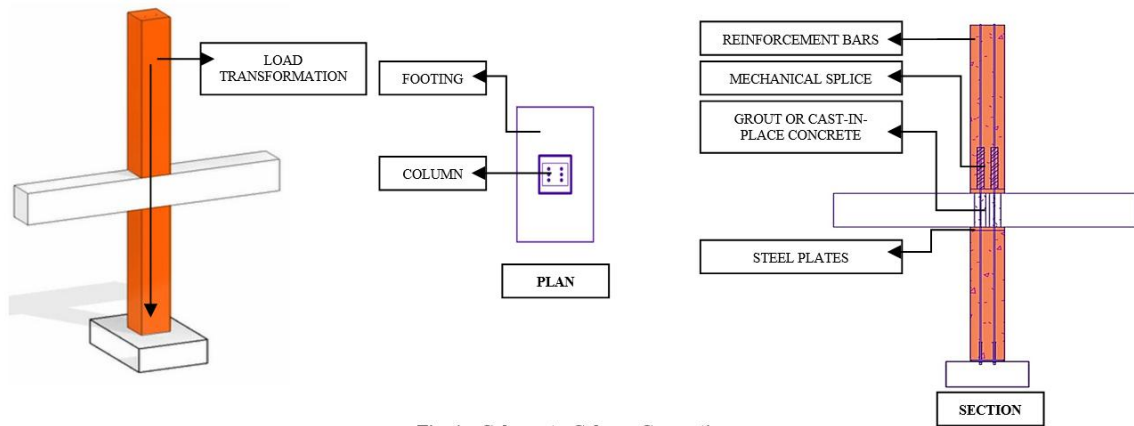 LOAD
TRANSFORMATION
FOOTING
COLUMN
PLAN
REINFORCEMENT BARS
MECHANICAL SPLICE
GROUT OR CAST-IN-
PLACE CONCRETE
STEEL PLATES
SECTION